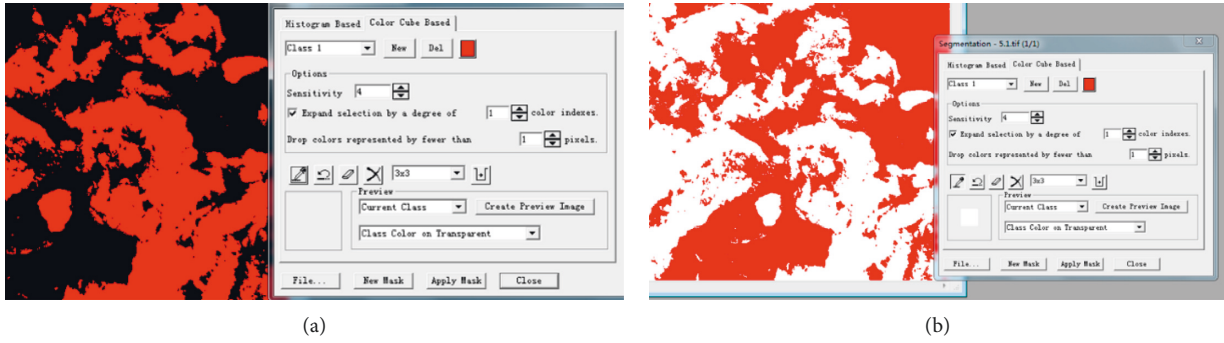 Histogram Based Color Cube Based
Class 1 New Del
Options
Sensitivity 4
Expand selection by a degree of 1 color indexes.
Drop colors represented by fewer than 1 pixels.
3x3
Preview
Current Class Create Preview Image
Class Color on Transparent
File... New Mask Apply Mask Close
(a)
Segmentation - 5.1.tif (1/1)
Histogram Based Color Cube Based
Class 1 New Del
Options
Sensitivity 4
Expand selection by a degree of 1 color indexes.
Drop colors represented by fewer than 1 pixels.
3x3
Preview
Current Class Create Preview Image
Class Color on Transparent
File... New Mask Apply Mask Close
(b)